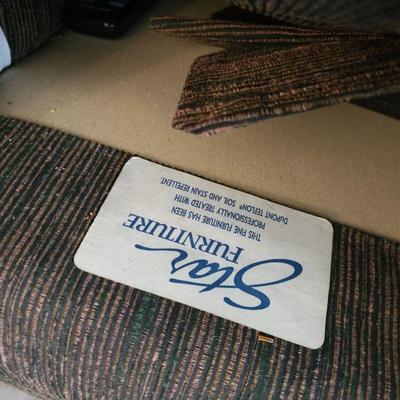 Star
FURNITURE
THIS FINE FURNITURE HAS BEEN
PROFESSIONALLY TREATED WITH
DuPONT TEFLON® SOIL AND STAIN REPELLENT.